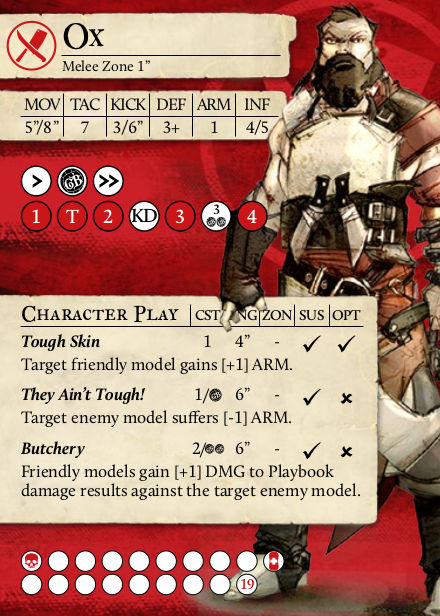 Ox
Melee Zone 1”
MOV TAC KICK DEF ARM INF
5”/8” 7 3/6” 3+ 1 4/5
> GB >>
1 T 2 KD 3 3 4
Character Play CST ZON SUS OPT
Tough Skin 1 4” - ✓ ✓
Target friendly model gains [+1] ARM.
They Ain’t Tough! 1/ 6” - ✓ ✘
Target enemy model suffers [-1] ARM.
Butchery 2/ 6” - ✓ ✘
Friendly models gain [+1] DMG to Playbook
damage results against the target enemy model.
19